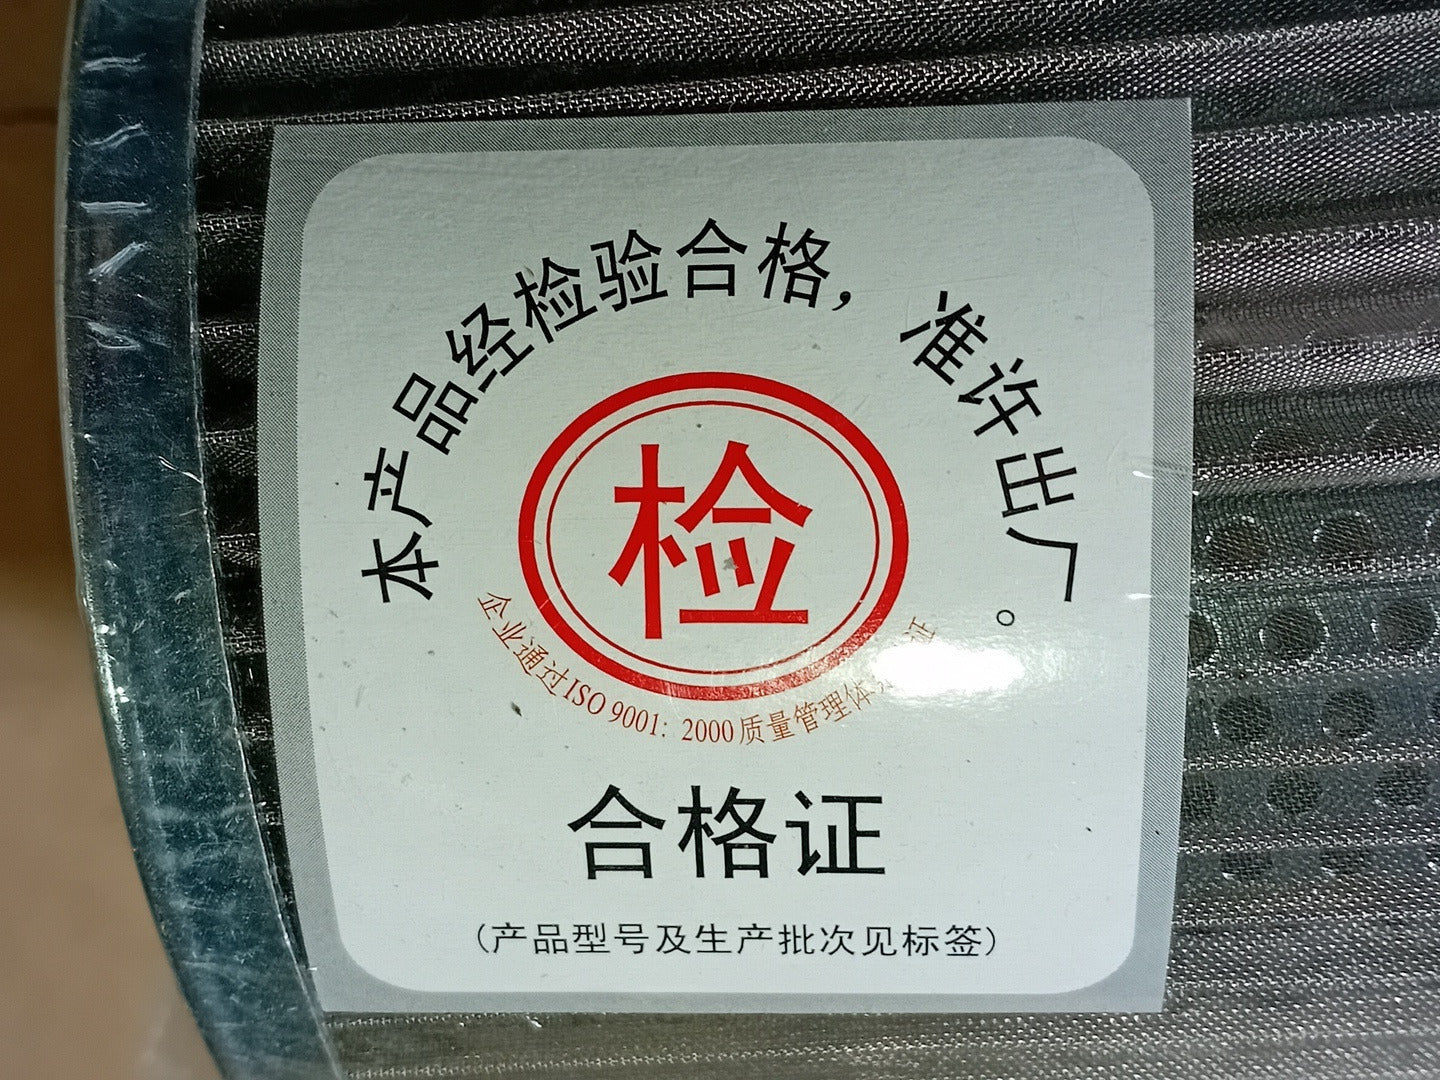 本产品经检验合格，准许出厂。
检
企业通过ISO 9001：2000质量管理体 证
合格证
(产品型号及生产批次见标签)